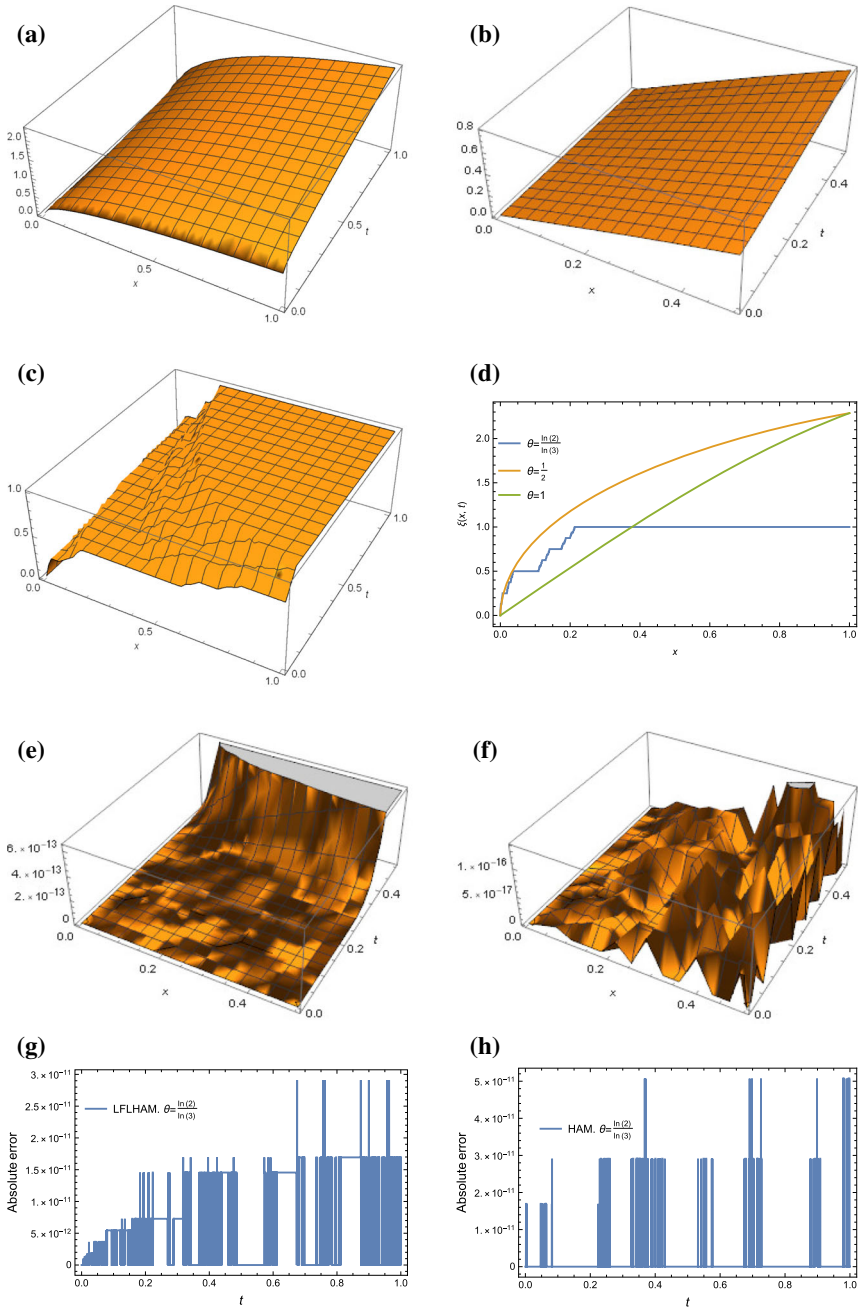 (a)
2.0
1.5
1.0
0.5
0.0
0.0
0.5
x
1.0
0.0
0.5
t
1.0
(b)
0.8
0.6
0.4
0.2
0.0
0.0
0.2
x
0.4
0.0
0.2
t
0.4
(c)
1.0
0.5
0.0
0.0
0.5
x
1.0
0.0
0.5
t
1.0
(d)
θ=ln(2)/ln(3)
θ=1/2
θ=1
ξ(x, t)
2.0
1.5
1.0
0.5
0.0
0.0 0.2 0.4 0.6 0.8 1.0
x
(e)
6.×10⁻¹³
4.×10⁻¹³
2.×10⁻¹³
0
0.0
0.2
x
0.4
0.0
0.2
t
0.4
(f)
1.×10⁻¹⁶
5.×10⁻¹⁷
0
0.0
0.2
x
0.4
0.0
0.2
t
0.4
(g)
LFLHAM. θ=ln(2)/ln(3)
Absolute error
3.×10⁻¹¹
2.5×10⁻¹¹
2.×10⁻¹¹
1.5×10⁻¹¹
1.×10⁻¹¹
5.×10⁻¹²
0
0.0 0.2 0.4 0.6 0.8 1.0
t
(h)
HAM. θ=ln(2)/ln(3)
Absolute error
5.×10⁻¹¹
4.×10⁻¹¹
3.×10⁻¹¹
2.×10⁻¹¹
1.×10⁻¹¹
0
0.0 0.2 0.4 0.6 0.8 1.0
t